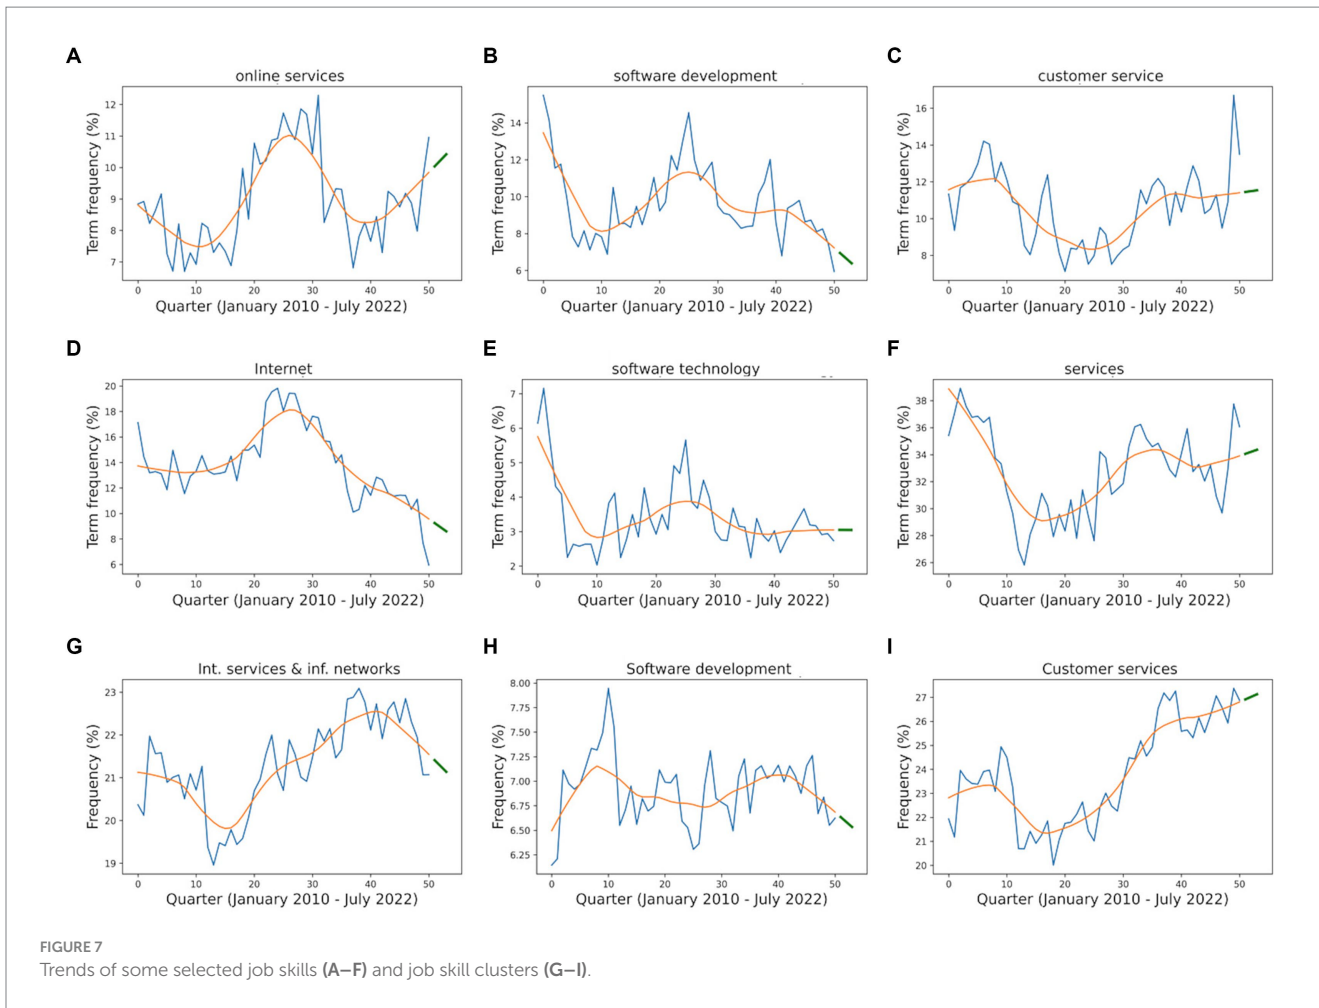 A
online services
12
11
10
9
8
7
Term frequency (%)
0 10 20 30 40 50
Quarter (January 2010 - July 2022)
B
software development
14
12
10
8
6
Term frequency (%)
0 10 20 30 40 50
Quarter (January 2010 - July 2022)
C
customer service
16
14
12
10
8
Term frequency (%)
0 10 20 30 40 50
Quarter (January 2010 - July 2022)
D
Internet
20
18
16
14
12
10
8
6
Term frequency (%)
0 10 20 30 40 50
Quarter (January 2010 - July 2022)
E
software technology
7
6
5
4
3
2
Term frequency (%)
0 10 20 30 40 50
Quarter (January 2010 - July 2022)
F
services
38
36
34
32
30
28
26
Term frequency (%)
0 10 20 30 40 50
Quarter (January 2010 - July 2022)
G
Int. services & inf. networks
23
22
21
20
19
Frequency (%)
0 10 20 30 40 50
Quarter (January 2010 - July 2022)
H
Software development
8.00
7.75
7.50
7.25
7.00
6.75
6.50
6.25
Frequency (%)
0 10 20 30 40 50
Quarter (January 2010 - July 2022)
I
Customer services
27
26
25
24
23
22
21
20
Frequency (%)
0 10 20 30 40 50
Quarter (January 2010 - July 2022)
FIGURE 7
Trends of some selected job skills (A–F) and job skill clusters (G–I).